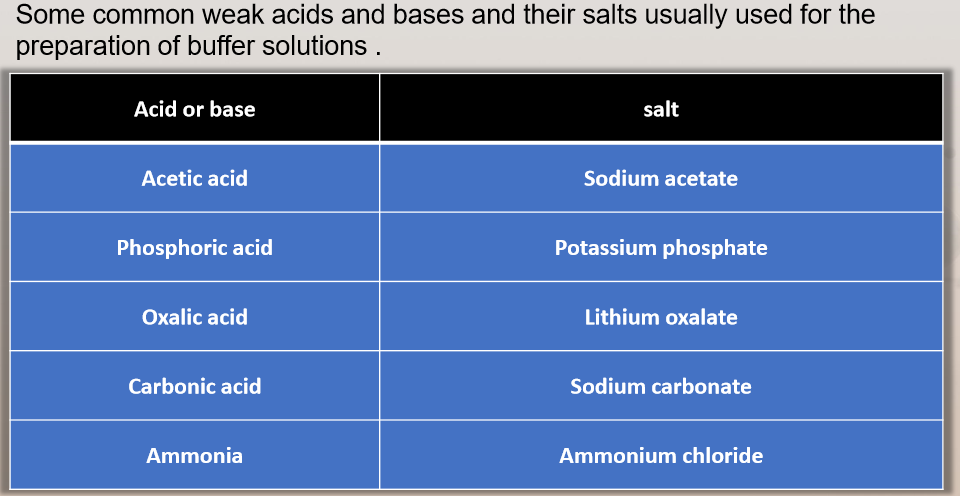 Some common weak acids and bases and their salts usually used for the
preparation of buffer solutions .
Acid or base salt
Acetic acid Sodium acetate
Phosphoric acid Potassium phosphate
Oxalic acid Lithium oxalate
Carbonic acid Sodium carbonate
Ammonia Ammonium chloride